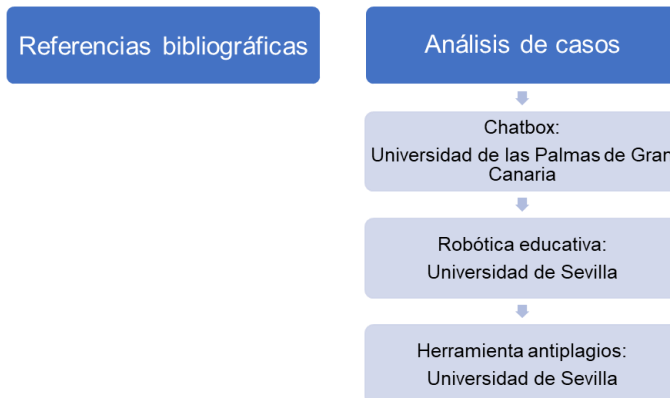 Referencias bibliográficas
Análisis de casos
Chatbox:
Universidad de las Palmas de Gran
Canaria
Robótica educativa:
Universidad de Sevilla
Herramienta antiplagios:
Universidad de Sevilla